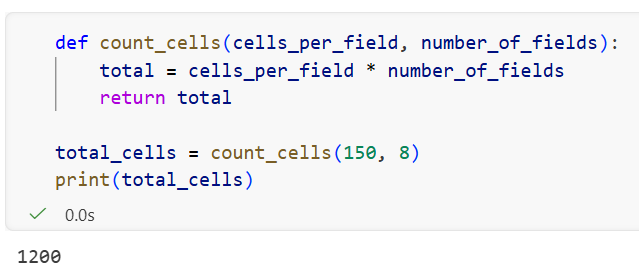 def count_cells(cells_per_field, number_of_fields):
    total = cells_per_field * number_of_fields
    return total

total_cells = count_cells(150, 8)
print(total_cells)
0.0s
1200